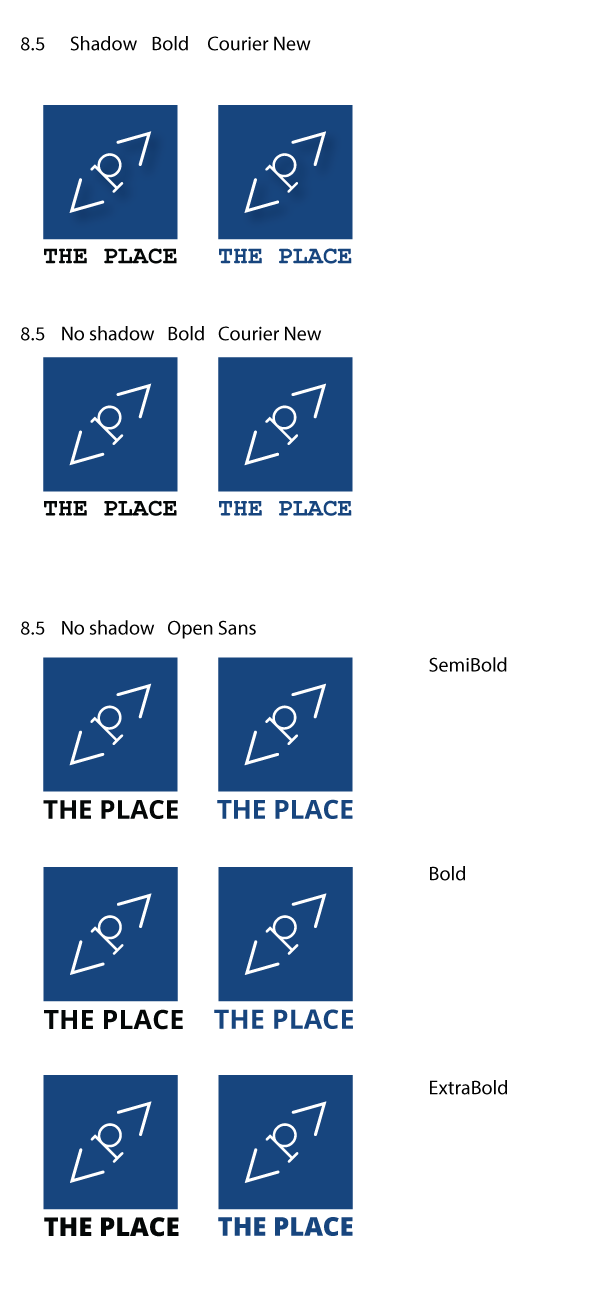 8.5 Shadow Bold Courier New
<p>
<p>
THE PLACE THE PLACE
8.5 No shadow Bold Courier New
<p>
<p>
THE PLACE THE PLACE
8.5 No shadow Open Sans
SemiBold
<p>
<p>
THE PLACE THE PLACE
Bold
<p>
<p>
THE PLACE THE PLACE
ExtraBold
<p>
<p>
THE PLACE THE PLACE